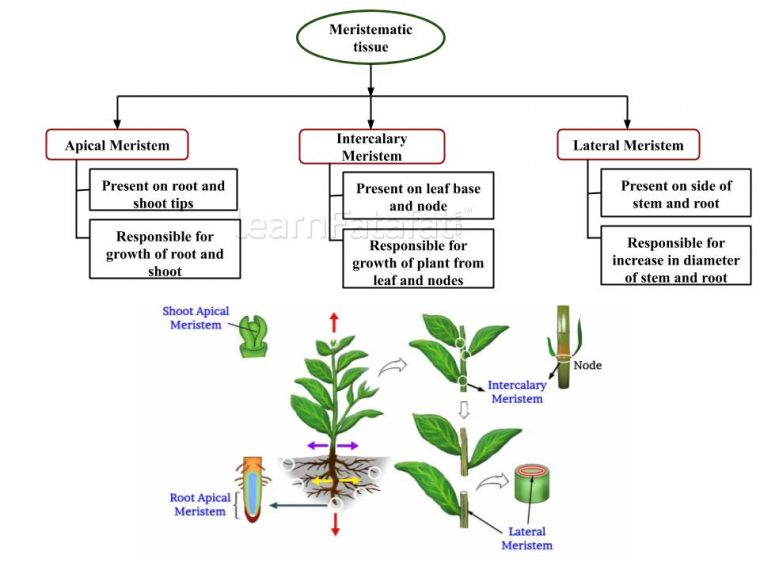 Meristematic
tissue
Apical Meristem
Intercalary
Meristem
Lateral Meristem
Present on root and
shoot tips
Responsible for
growth of root and
shoot
Present on leaf base
and node
Responsible for
growth of plant from
leaf and nodes
Present on side of
stem and root
Responsible for
increase in diameter
of stem and root
learnFatafat
Shoot Apical
Meristem
Node
Intercalary
Meristem
Root Apical
Meristem
Lateral
Meristem